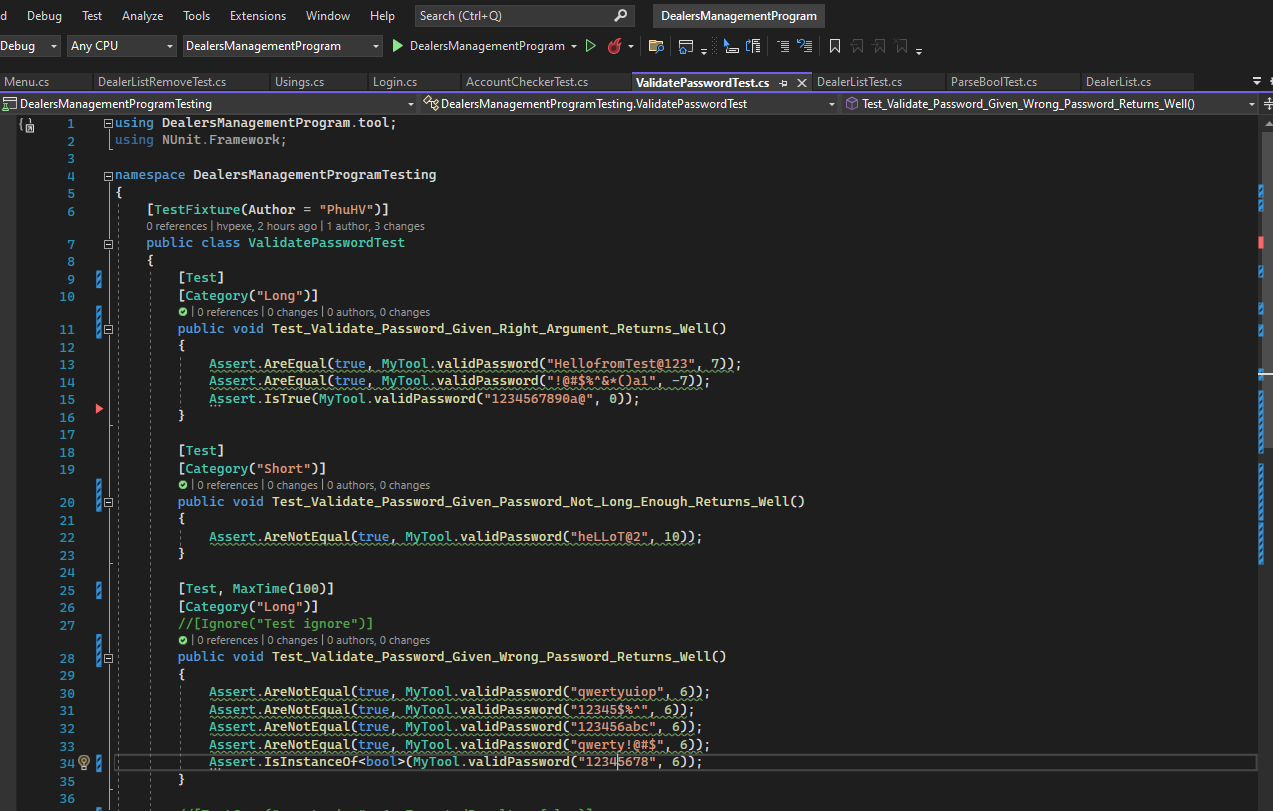 d Debug Test Analyze Tools Extensions Window Help Search (Ctrl+Q) DealersManagementProgram
Debug Any CPU DealersManagementProgram DealersManagementProgram
Menu.cs DealerListRemoveTest.cs Usings.cs Login.cs AccountCheckerTest.cs ValidatePasswordTest.cs DealerListTest.cs ParseBoolTest.cs DealerList.cs
DealersManagementProgramTesting DealersManagementProgramTesting.ValidatePasswordTest Test_Validate_Password_Given_Wrong_Password_Returns_Well()
1 using DealersManagementProgram.tool;
2 using NUnit.Framework;
3
4 namespace DealersManagementProgramTesting
5 {
6 [TestFixture(Author = "PhuHV")]
0 references | hvpexe, 2 hours ago | 1 author, 3 changes
7 public class ValidatePasswordTest
8 {
9 [Test]
10 [Category("Long")]
| 0 references | 0 changes | 0 authors, 0 changes
11 public void Test_Validate_Password_Given_Right_Argument_Returns_Well()
12 {
13 Assert.AreEqual(true, MyTool.validPassword("HellofromTest@123", 7));
14 Assert.AreEqual(true, MyTool.validPassword("!@#$%^&*()a1", -7));
15 Assert.IsTrue(MyTool.validPassword("1234567890a@", 0));
16 }
17
18 [Test]
19 [Category("Short")]
| 0 references | 0 changes | 0 authors, 0 changes
20 public void Test_Validate_Password_Given_Password_Not_Long_Enough_Returns_Well()
21 {
22 Assert.AreNotEqual(true, MyTool.validPassword("heLLoT@2", 10));
23 }
24
25 [Test, MaxTime(100)]
26 [Category("Long")]
27 //[Ignore("Test ignore")]
| 0 references | 0 changes | 0 authors, 0 changes
28 public void Test_Validate_Password_Given_Wrong_Password_Returns_Well()
29 {
30 Assert.AreNotEqual(true, MyTool.validPassword("qwertyuiop", 6));
31 Assert.AreNotEqual(true, MyTool.validPassword("12345$%^", 6));
32 Assert.AreNotEqual(true, MyTool.validPassword("123456abc", 6));
33 Assert.AreNotEqual(true, MyTool.validPassword("qwerty!@#$", 6));
34 Assert.IsInstanceOf<bool>(MyTool.validPassword("12345678", 6));
35 }
36